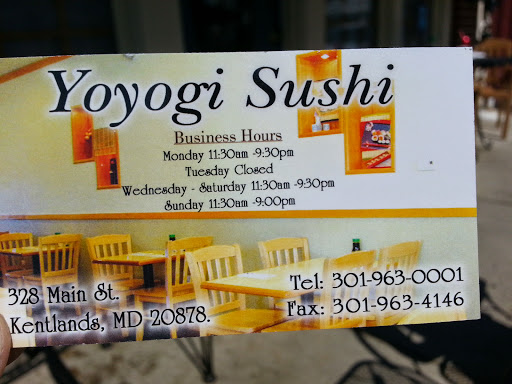 Yoyogi Sushi
Business Hours
Monday 11:30am -9:30pm
Tuesday Closed
Wednesday - Saturday 11:30am -9:30pm
Sunday 11:30am -9:00pm
328 Main St.
Kentlands, MD 20878.
Tel: 301-963-0001
Fax: 301-963-4146